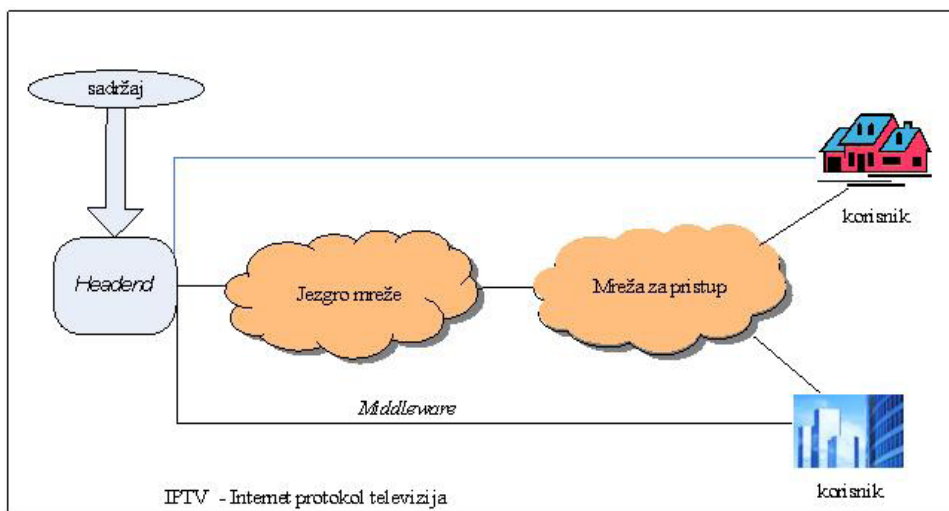 sadržaj
korisnik
Headend
Jezgro mreže
Mreža za pristup
Middleware
korisnik
IPTV - Internet protokol televizija